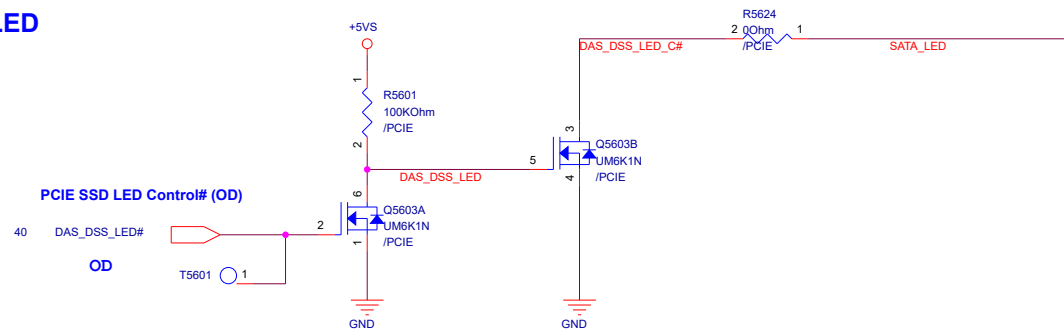 LED
+5VS
R5624
2 0Ohm 1
/PCIE
DAS_DSS_LED_C#
SATA_LED
1
R5601
100KOhm
/PCIE
2
3
Q5603B
UM6K1N
/PCIE
5
4
DAS_DSS_LED
PCIE SSD LED Control# (OD)
6
Q5603A
UM6K1N
/PCIE
2
1
40 DAS_DSS_LED#
OD
T5601 1
GND
GND